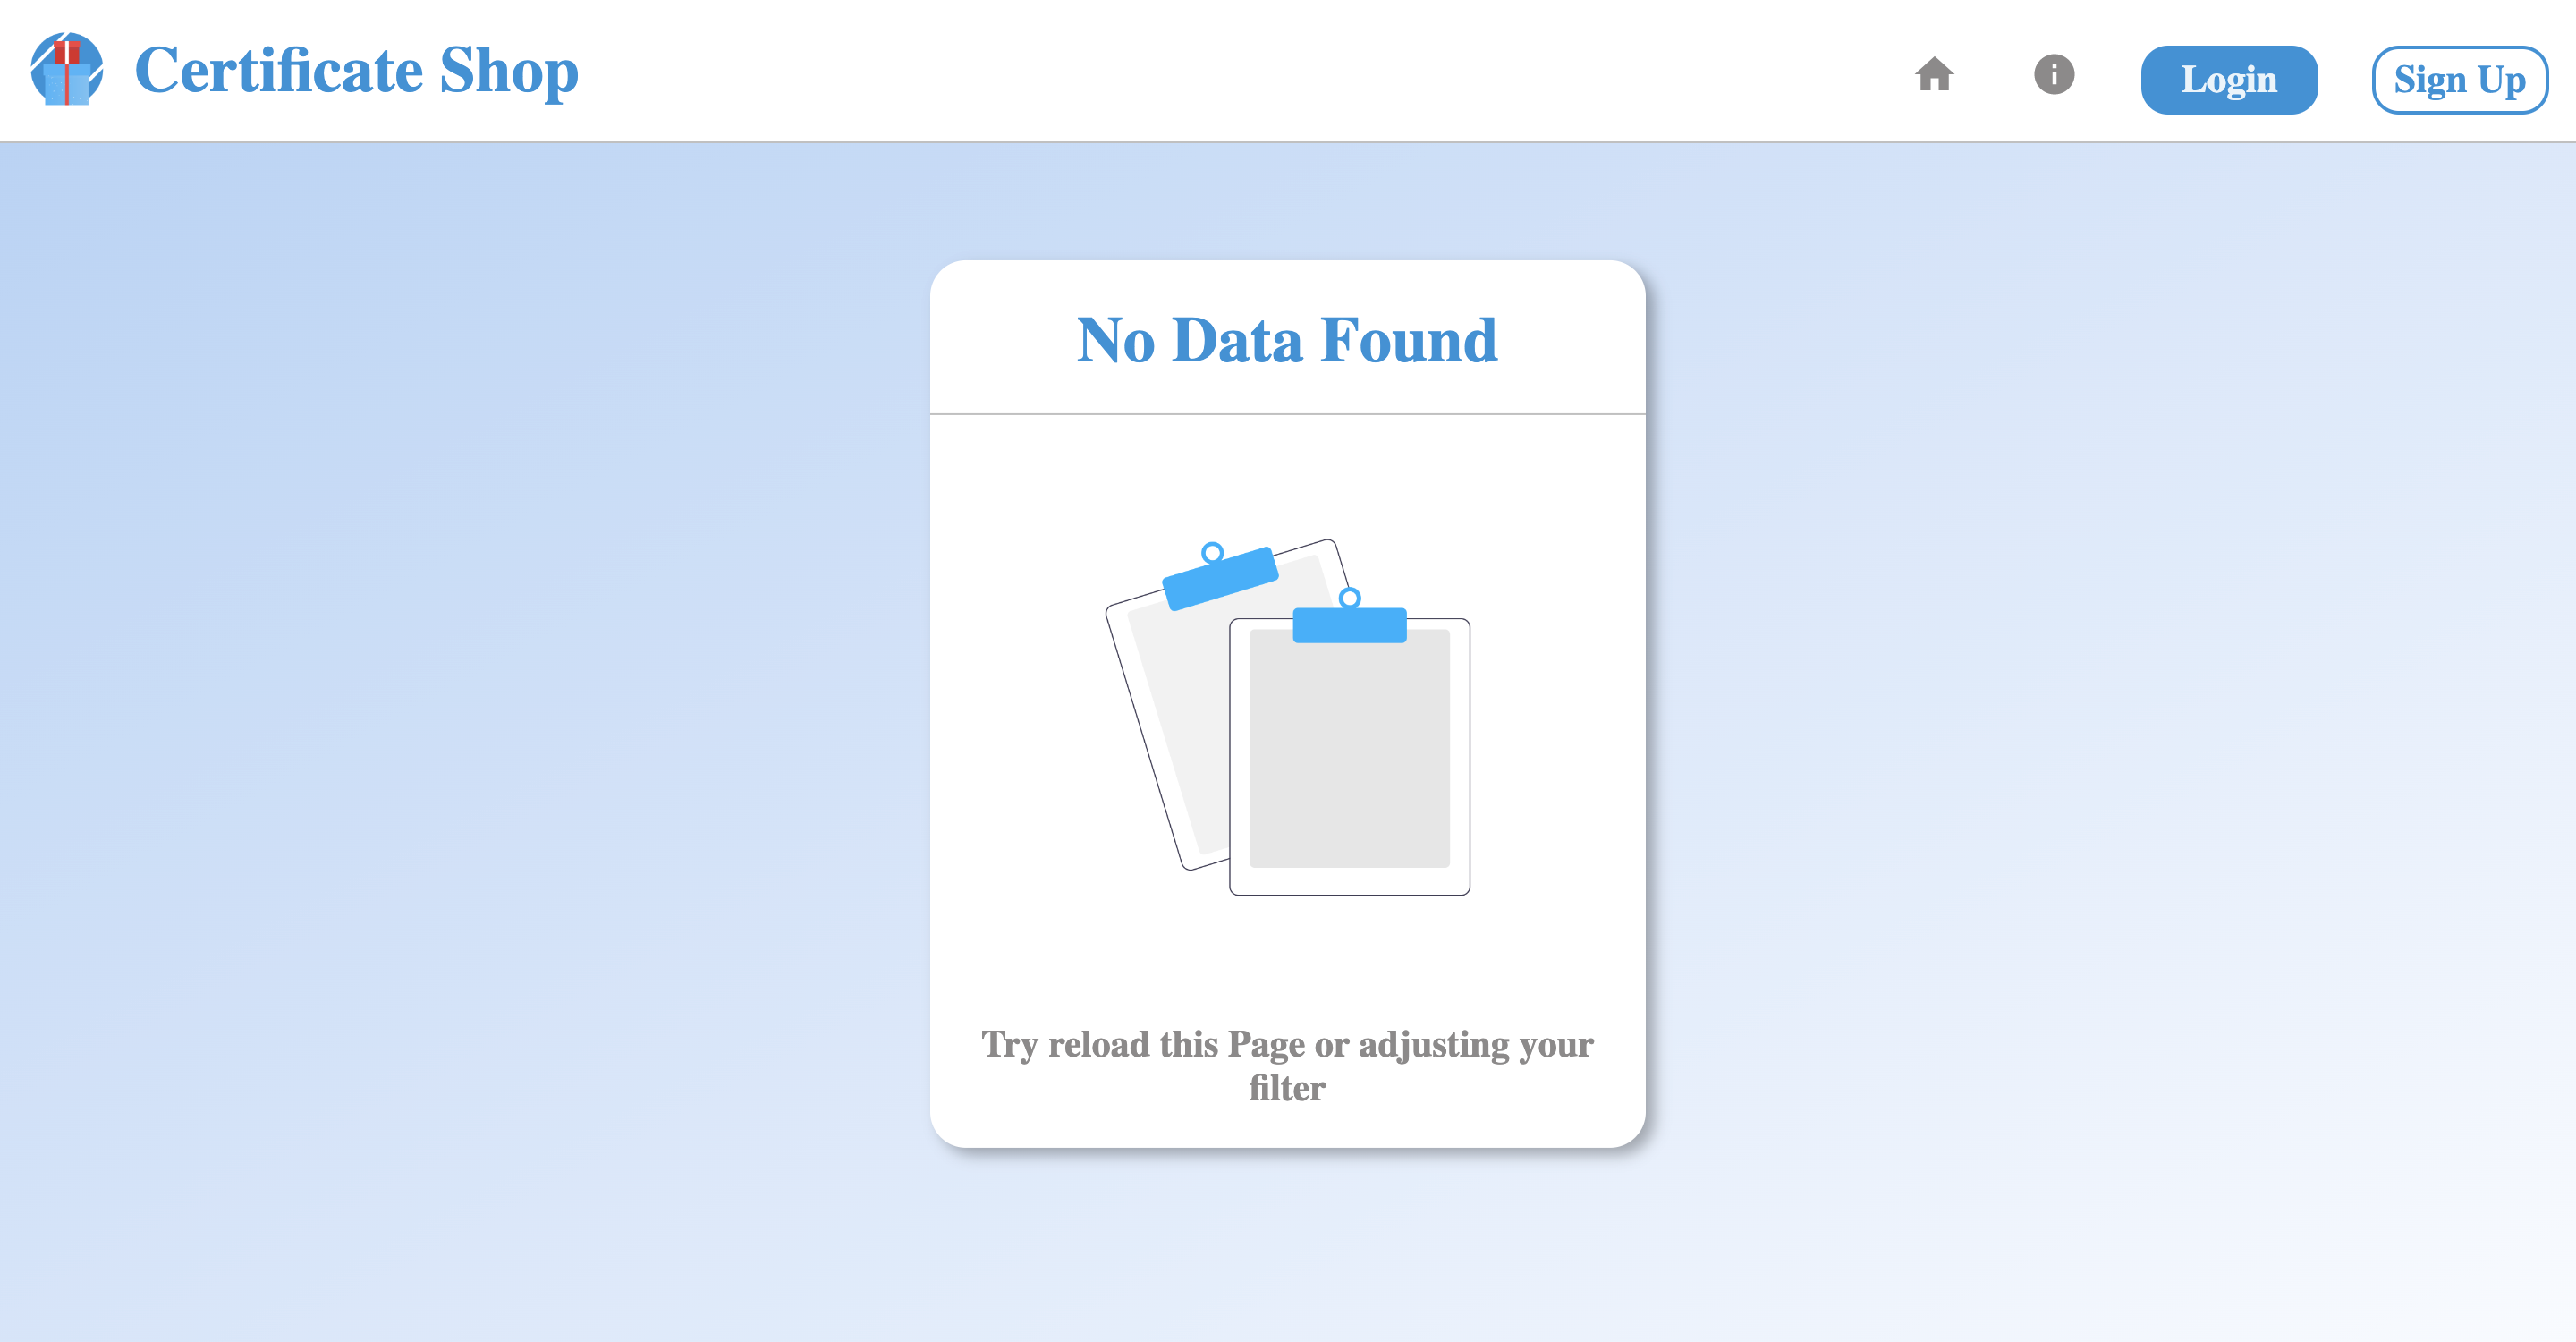 Certificate Shop
Login
Sign Up
No Data Found
Try reload this Page or adjusting your
filter